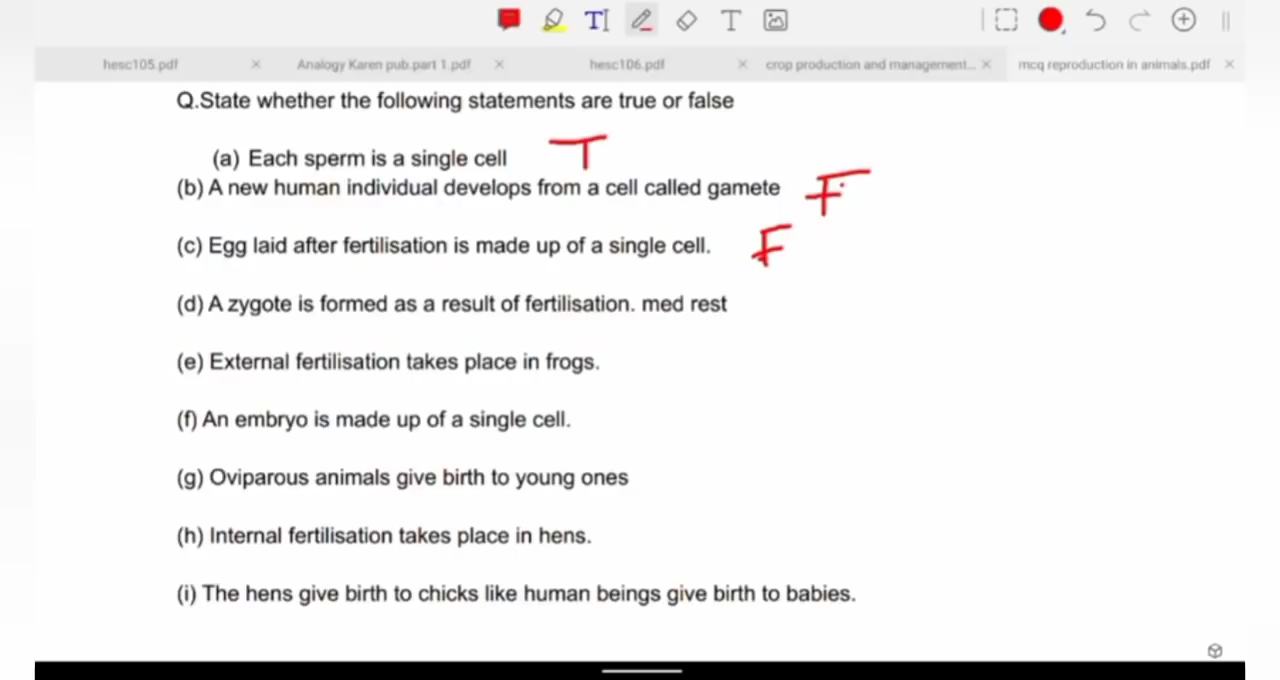 T
T
hesc105.pdf × Analogy Karen pub.part 1.pdf × hesc106.pdf × crop production and management... × mcq reproduction in animals.pdf ×
Q.State whether the following statements are true or false
(a) Each sperm is a single cell T
(b) A new human individual develops from a cell called gamete F
(c) Egg laid after fertilisation is made up of a single cell. F
(d) A zygote is formed as a result of fertilisation. med rest
(e) External fertilisation takes place in frogs.
(f) An embryo is made up of a single cell.
(g) Oviparous animals give birth to young ones
(h) Internal fertilisation takes place in hens.
(i) The hens give birth to chicks like human beings give birth to babies.